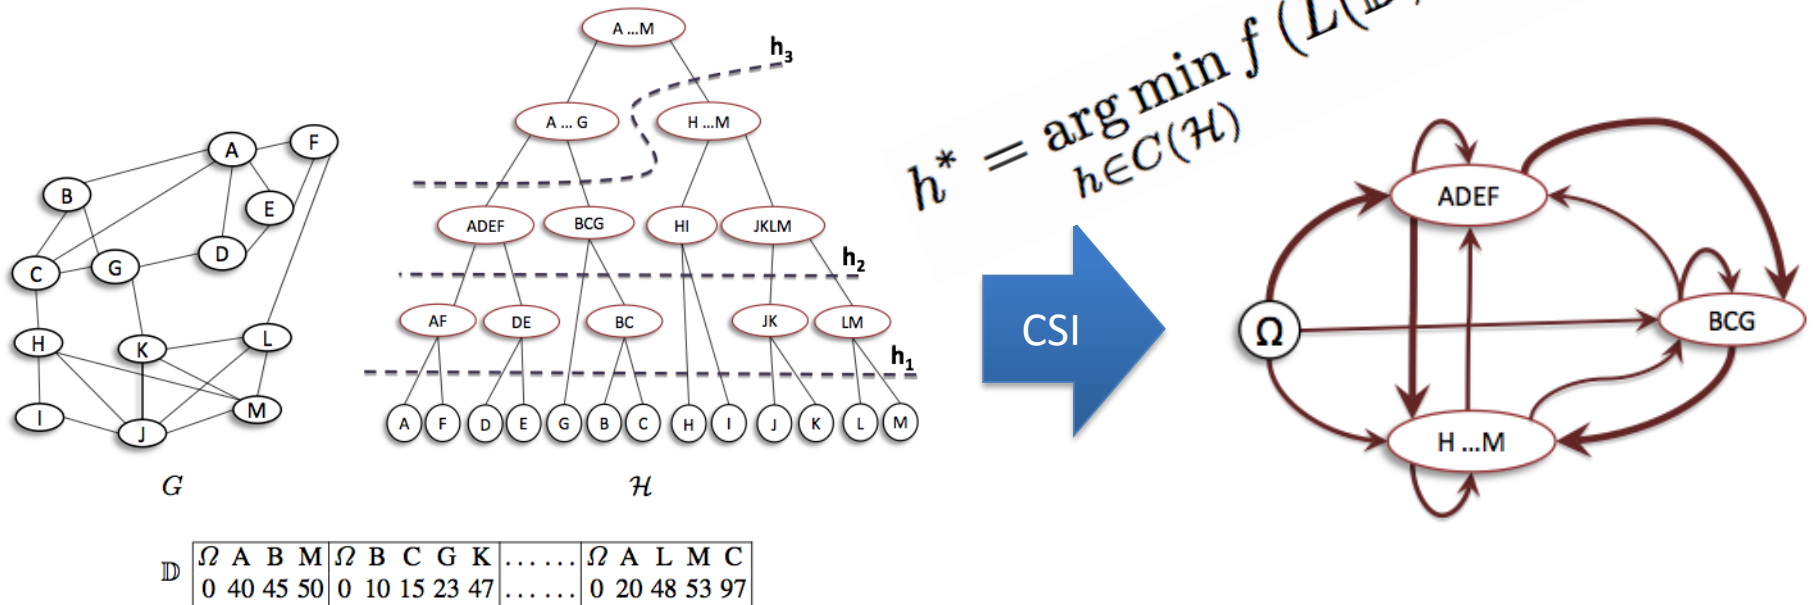 A ...M
h₃
h* = arg min f (L(𝔻,
h∈C(ℋ)
A ... G
H ...M
A
F
B
E
D
C
G
H
K
L
I
J
M
ADEF
BCG
HI
JKLM
h₂
AF
DE
BC
JK
LM
h₁
A F D E G B C H I J K L M
G
ℋ
CSI
ADEF
Ω
BCG
H ...M
𝔻
Ω A B M Ω B C G K ...... Ω A L M C
0 40 45 50 0 10 15 23 47 ...... 0 20 48 53 97